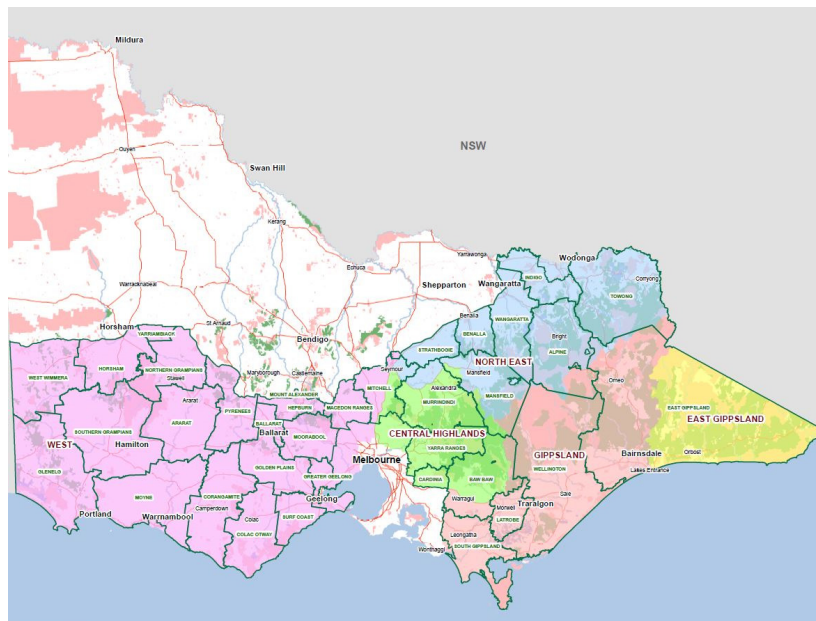 Mildura
NSW
Ouyen
Swan Hill
Kerang
Echuca
Yarrawonga
Wodonga
Corryong
Shepparton
Wangaratta
INDIGO
TOWONG
Warracknabeal
Horsham
YARRIAMBIACK
St Arnaud
Bendigo
Benalla
WANGARATTA
BENALLA
Bright
ALPINE
STRATHBOGIE
NORTH EAST
Mansfield
Seymour
WEST WIMMERA
HORSHAM
NORTHERN GRAMPIANS
Stawell
Maryborough
Castlemaine
MOUNT ALEXANDER
MITCHELL
Alexandra
MURRINDINDI
MANSFIELD
Omeo
Ararat
ARARAT
PYRENEES
HEPBURN
MACEDON RANGES
EAST GIPPSLAND
EAST GIPPSLAND
BALLARAT
Ballarat
MOORABOOL
SOUTHERN GRAMPIANS
WEST
Hamilton
CENTRAL HIGHLANDS
YARRA RANGES
GIPPSLAND
Bairnsdale
Orbost
Lakes Entrance
Melbourne
GLENELG
GOLDEN PLAINS
GREATER GEELONG
CARDINIA
BAW BAW
WELLINGTON
MOYNE
CORANGAMITE
Camperdown
Geelong
Warragul
Sale
Portland
Warrnambool
Colac
SURF COAST
COLAC OTWAY
Morwell
Traralgon
LATROBE
Leongatha
SOUTH GIPPSLAND
Wonthaggi